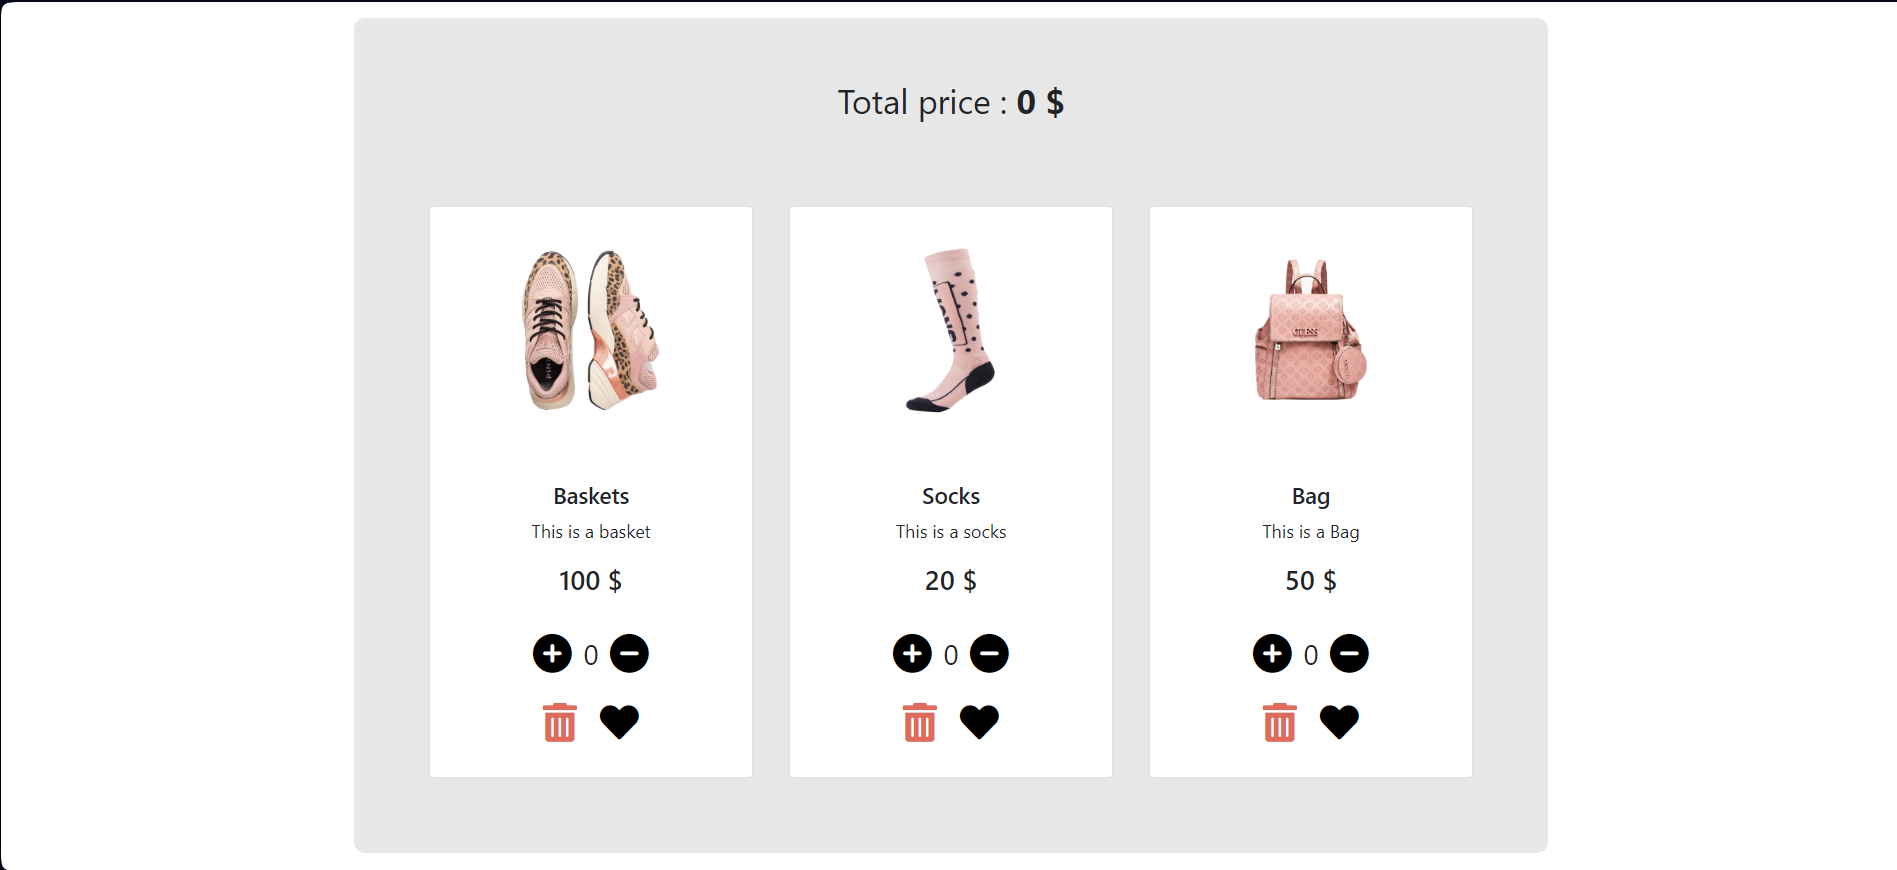 Total price : 0 $
GUESS
Baskets
Socks
Bag
This is a basket
This is a socks
This is a Bag
100 $
20 $
50 $
0
0
0